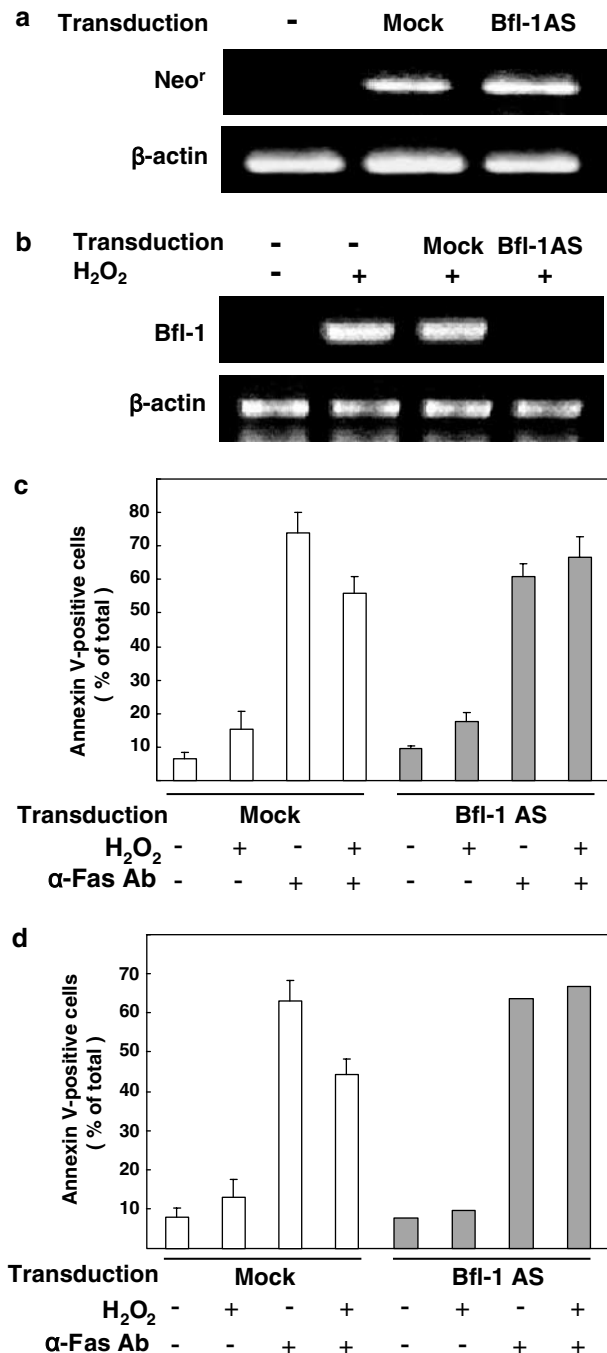 a
Transduction - Mock Bfl-1AS
Neoʳ
β-actin
b
Transduction - - Mock Bfl-1AS
H₂O₂ - + + +
Bfl-1
β-actin
c
Annexin V-positive cells
( % of total )
80
70
60
50
40
30
20
10
Transduction Mock Bfl-1 AS
H₂O₂ - + - + - + - +
α-Fas Ab - - + + - - + +
d
Annexin V-positive cells
( % of total )
70
60
50
40
30
20
10
Transduction Mock Bfl-1 AS
H₂O₂ - + - + - + - +
α-Fas Ab - - + + - - + +